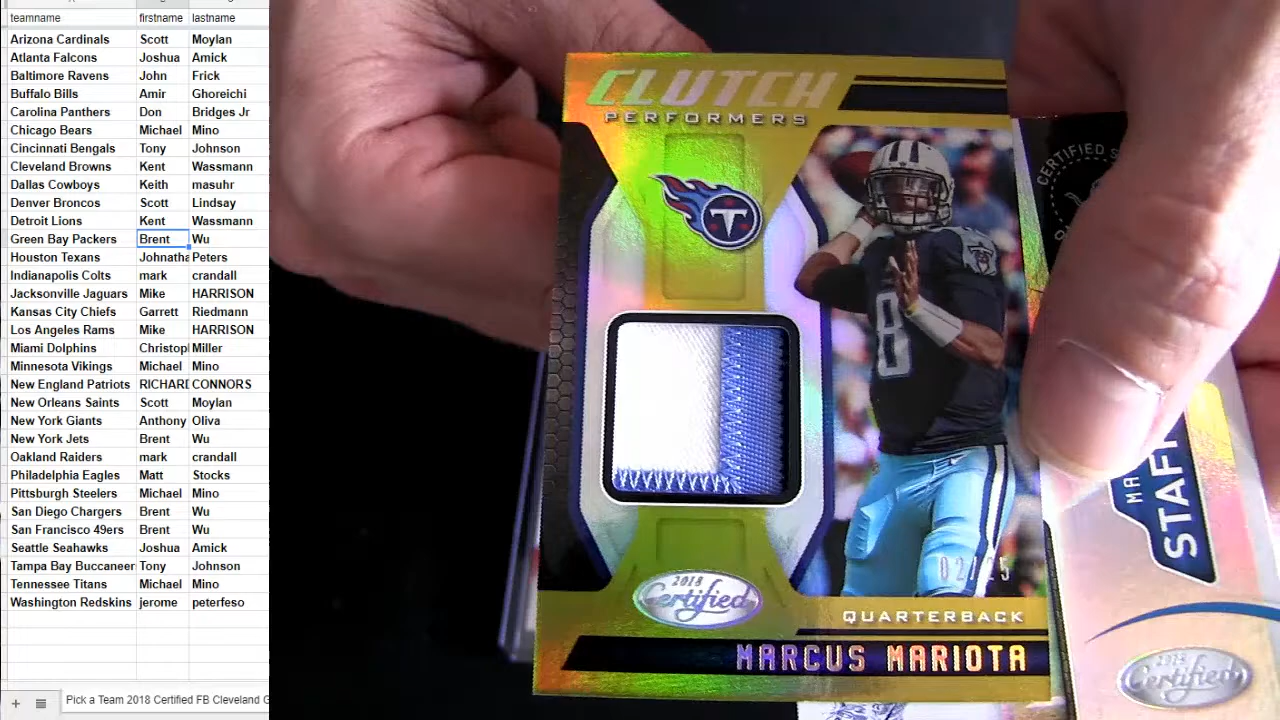 teamname firstname lastname
Arizona Cardinals Scott Moylan
Atlanta Falcons Joshua Amick
Baltimore Ravens John Frick
Buffalo Bills Amir Ghoreichi
Carolina Panthers Don Bridges Jr
Chicago Bears Michael Mino
Cincinnati Bengals Tony Johnson
Cleveland Browns Kent Wassmann
Dallas Cowboys Keith masuhr
Denver Broncos Scott Lindsay
Detroit Lions Kent Wassmann
Green Bay Packers Brent Wu
Houston Texans Johnatha Peters
Indianapolis Colts mark crandall
Jacksonville Jaguars Mike HARRISON
Kansas City Chiefs Garrett Riedmann
Los Angeles Rams Mike HARRISON
Miami Dolphins Christopl Miller
Minnesota Vikings Michael Mino
New England Patriots RICHARD CONNORS
New Orleans Saints Scott Moylan
New York Giants Anthony Oliva
New York Jets Brent Wu
Oakland Raiders mark crandall
Philadelphia Eagles Matt Stocks
Pittsburgh Steelers Michael Mino
San Diego Chargers Brent Wu
San Francisco 49ers Brent Wu
Seattle Seahawks Joshua Amick
Tampa Bay Buccaneer Tony Johnson
Tennessee Titans Michael Mino
Washington Redskins jerome peterfeso
Pick a Team 2018 Certified FB Cleveland G
CLUTCH
PERFORMERS
T
8
02/25
2018
Certified
QUARTERBACK
MARCUS MARIOTA
CERTIFIED S
MA
STAF
2018
Certified